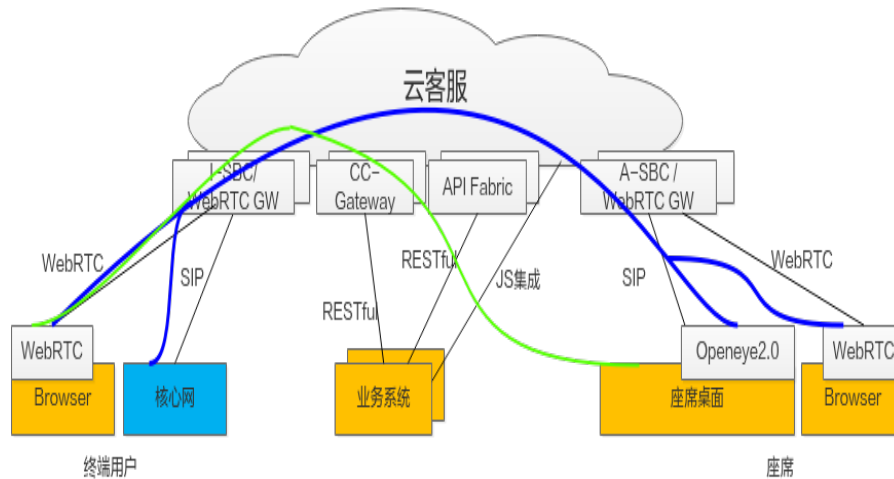 云客服
I-SBC/
WebRTC GW
CC-
Gateway
API Fabric
A-SBC /
WebRTC GW
WebRTC
SIP
RESTful
RESTful
JS集成
SIP
WebRTC
WebRTC
Browser
核心网
业务系统
Openeye2.0
座席桌面
WebRTC
Browser
终端用户
座席